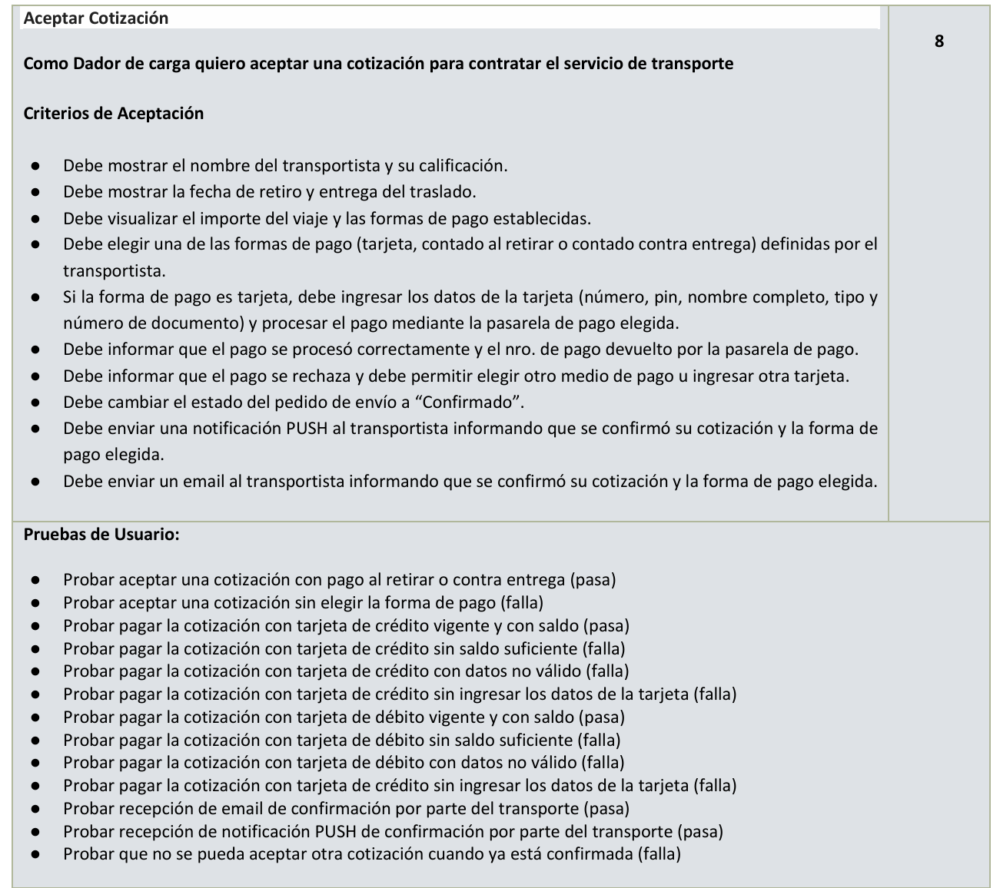 Aceptar Cotización
8
Como Dador de carga quiero aceptar una cotización para contratar el servicio de transporte
Criterios de Aceptación
● Debe mostrar el nombre del transportista y su calificación.
● Debe mostrar la fecha de retiro y entrega del traslado.
● Debe visualizar el importe del viaje y las formas de pago establecidas.
● Debe elegir una de las formas de pago (tarjeta, contado al retirar o contado contra entrega) definidas por el
transportista.
● Si la forma de pago es tarjeta, debe ingresar los datos de la tarjeta (número, pin, nombre completo, tipo y
número de documento) y procesar el pago mediante la pasarela de pago elegida.
● Debe informar que el pago se procesó correctamente y el nro. de pago devuelto por la pasarela de pago.
● Debe informar que el pago se rechaza y debe permitir elegir otro medio de pago u ingresar otra tarjeta.
● Debe cambiar el estado del pedido de envío a “Confirmado”.
● Debe enviar una notificación PUSH al transportista informando que se confirmó su cotización y la forma de
pago elegida.
● Debe enviar un email al transportista informando que se confirmó su cotización y la forma de pago elegida.
Pruebas de Usuario:
● Probar aceptar una cotización con pago al retirar o contra entrega (pasa)
● Probar aceptar una cotización sin elegir la forma de pago (falla)
● Probar pagar la cotización con tarjeta de crédito vigente y con saldo (pasa)
● Probar pagar la cotización con tarjeta de crédito sin saldo suficiente (falla)
● Probar pagar la cotización con tarjeta de crédito con datos no válido (falla)
● Probar pagar la cotización con tarjeta de crédito sin ingresar los datos de la tarjeta (falla)
● Probar pagar la cotización con tarjeta de débito vigente y con saldo (pasa)
● Probar pagar la cotización con tarjeta de débito sin saldo suficiente (falla)
● Probar pagar la cotización con tarjeta de débito con datos no válido (falla)
● Probar pagar la cotización con tarjeta de crédito sin ingresar los datos de la tarjeta (falla)
● Probar recepción de email de confirmación por parte del transporte (pasa)
● Probar recepción de notificación PUSH de confirmación por parte del transporte (pasa)
● Probar que no se pueda aceptar otra cotización cuando ya está confirmada (falla)